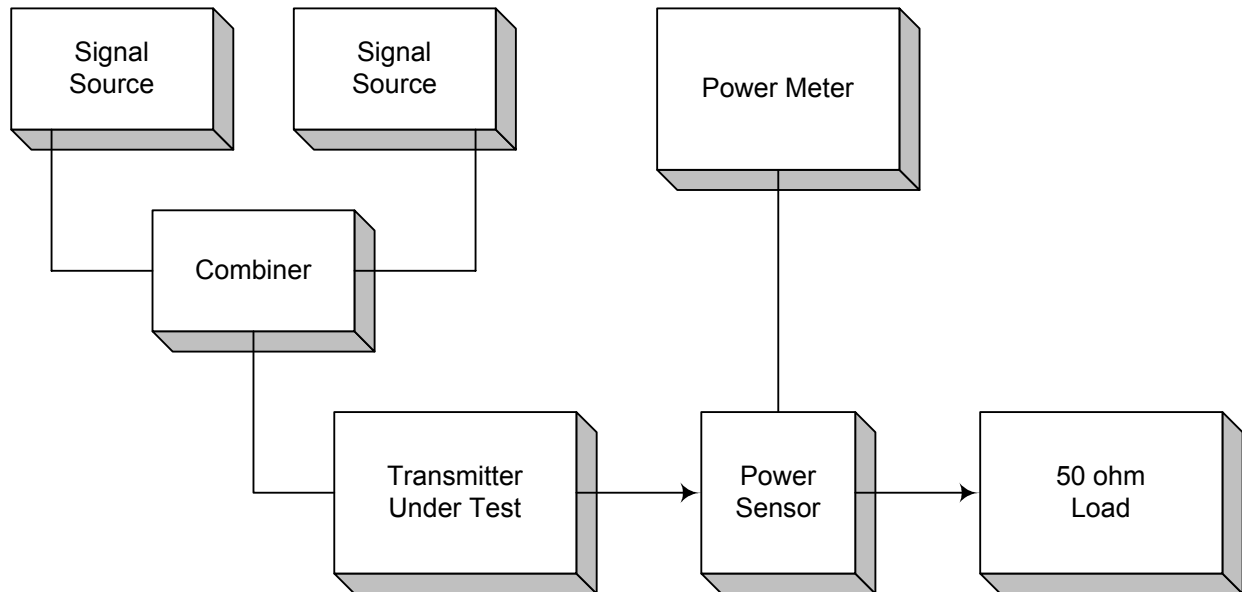 Signal
Source
Signal
Source
Power Meter
Combiner
Transmitter
Under Test
Power
Sensor
50 ohm
Load